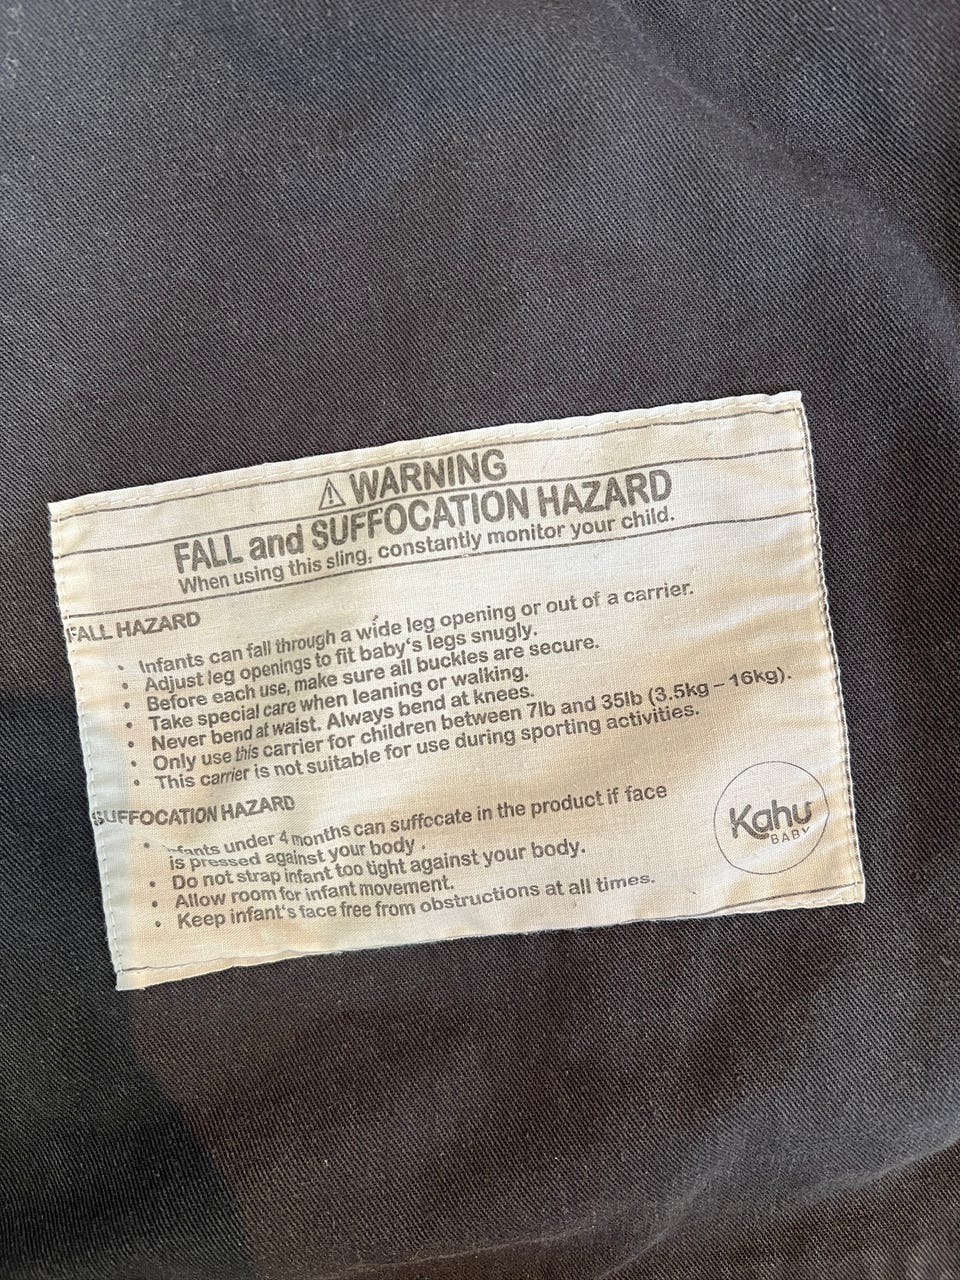 ⚠ WARNING
FALL and SUFFOCATION HAZARD
When using this sling, constantly monitor your child.
FALL HAZARD
• Infants can fall through a wide leg opening or out of a carrier.
• Adjust leg openings to fit baby's legs snugly.
• Before each use, make sure all buckles are secure.
• Take special care when leaning or walking.
• Never bend at waist. Always bend at knees.
• Only use this carrier for children between 7lb and 35lb (3.5kg – 16kg).
• This carrier is not suitable for use during sporting activities.
SUFFOCATION HAZARD
• Infants under 4 months can suffocate in the product if face
is pressed against your body .
• Do not strap infant too tight against your body.
• Allow room for infant movement.
• Keep infant's face free from obstructions at all times.
Kahu
BABY